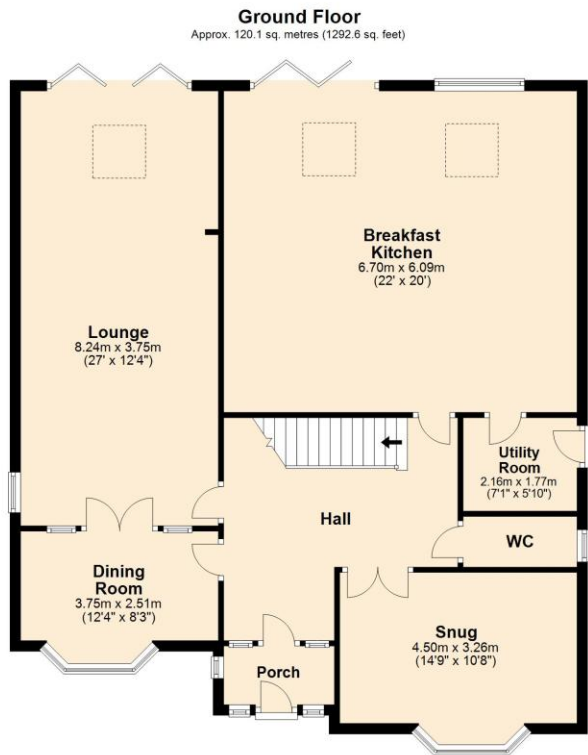 Ground Floor
Approx. 120.1 sq. metres (1292.6 sq. feet)
Breakfast
Kitchen
6.70m x 6.09m
(22' x 20')
Lounge
8.24m x 3.75m
(27' x 12'4")
Utility
Room
2.16m x 1.77m
(7'1" x 5'10")
Hall
WC
Dining
Room
3.75m x 2.51m
(12'4" x 8'3")
Snug
4.50m x 3.26m
(14'9" x 10'8")
Porch